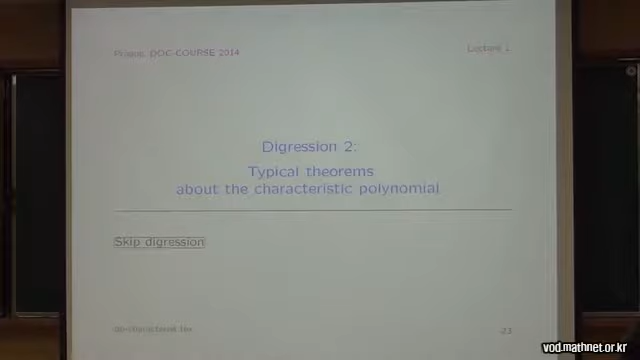 Prague, DOC-COURSE 2014
Lecture 1
Digression 2:
Typical theorems
about the characteristic polynomial
Skip digression
23
vod.mathnet.or.kr